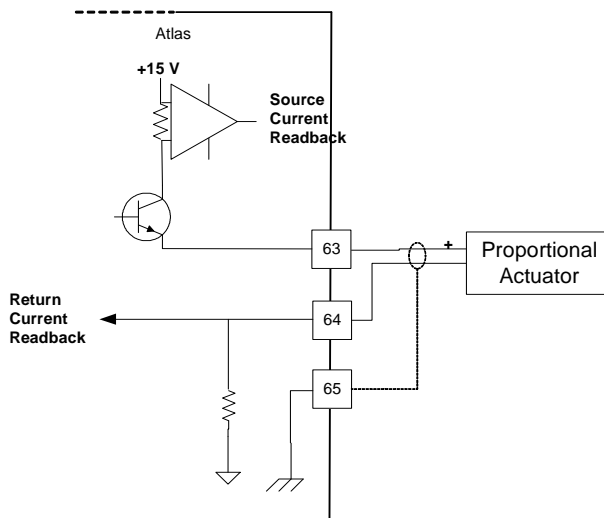 Atlas
+15 V
Source
Current
Readback
63
+
Proportional
Actuator
Return
Current
Readback
64
65